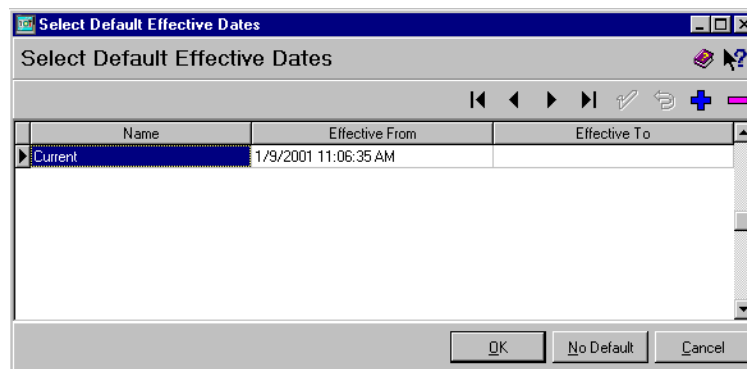 Select Default Effective Dates
Select Default Effective Dates
Name Effective From Effective To
Current 1/9/2001 11:06:35 AM
OK No Default Cancel